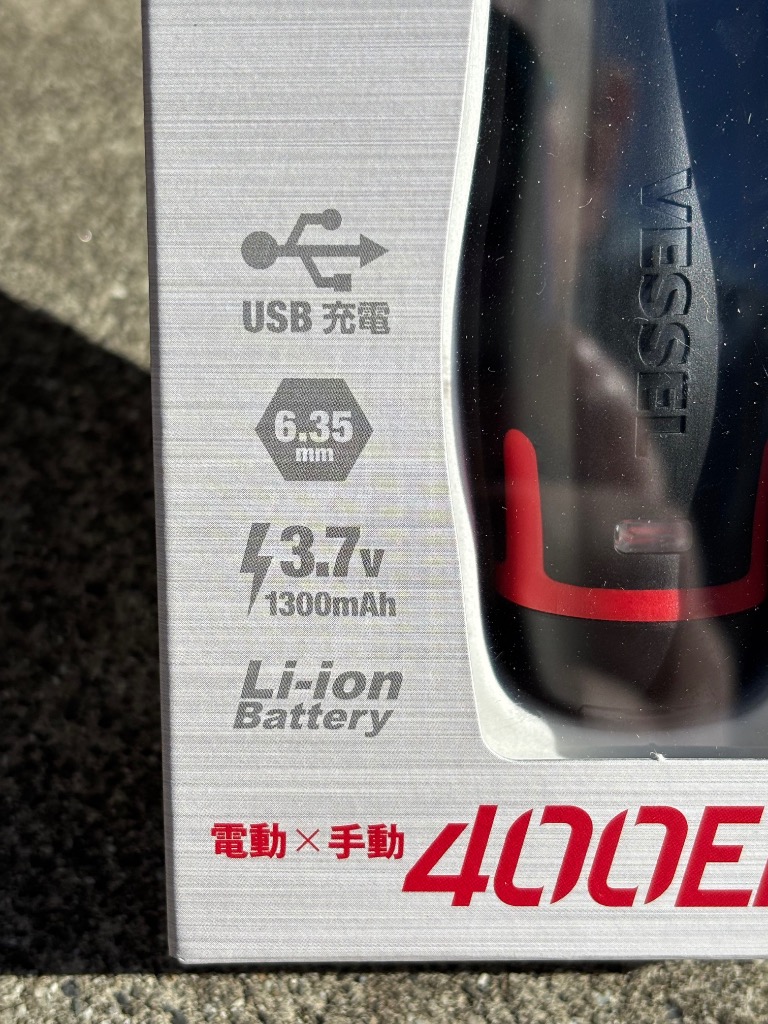 USB 充電
6.35
mm
3.7V
1300mAh
Li-ion
Battery
VESSEL
電動×手動
400E